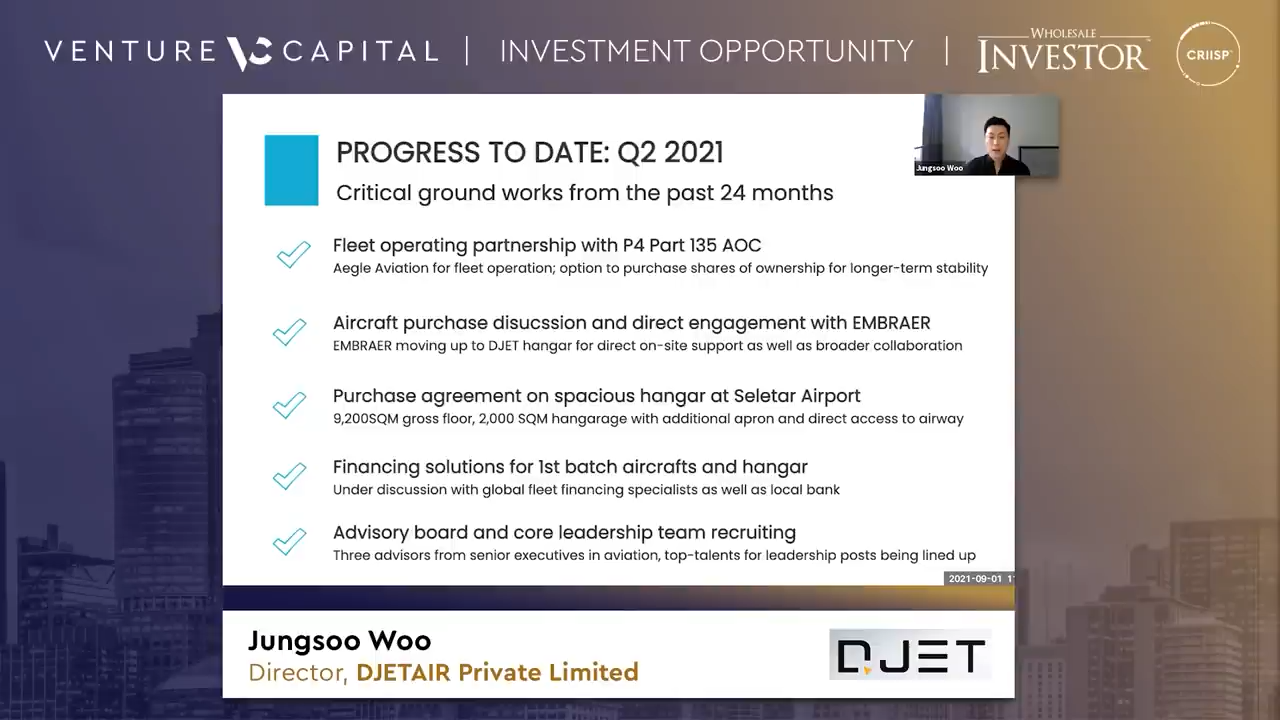 VENTURE VC CAPITAL | INVESTMENT OPPORTUNITY | WHOLESALE INVESTOR CRIISP
PROGRESS TO DATE: Q2 2021
Critical ground works from the past 24 months
Jungsoo Woo
Fleet operating partnership with P4 Part 135 AOC
Aegle Aviation for fleet operation; option to purchase shares of ownership for longer-term stability
Aircraft purchase disucssion and direct engagement with EMBRAER
EMBRAER moving up to DJET hangar for direct on-site support as well as broader collaboration
Purchase agreement on spacious hangar at Seletar Airport
9,200SQM gross floor, 2,000 SQM hangarage with additional apron and direct access to airway
Financing solutions for 1st batch aircrafts and hangar
Under discussion with global fleet financing specialists as well as local bank
Advisory board and core leadership team recruiting
Three advisors from senior executives in aviation, top-talents for leadership posts being lined up
2021-09-01
Jungsoo Woo
Director, DJETAIR Private Limited
DJET